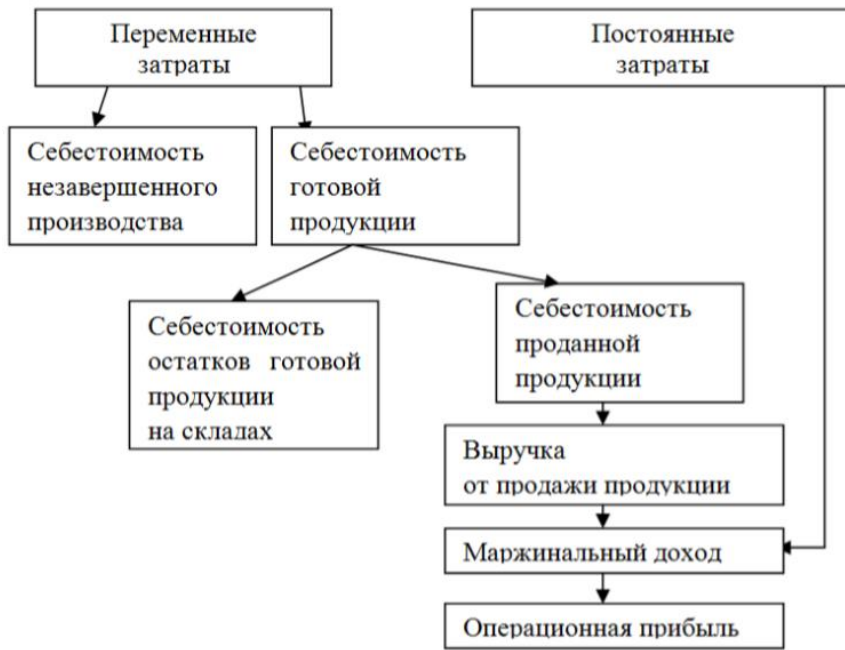 Переменные
затраты
Постоянные
затраты
Себестоимость
незавершенного
производства
Себестоимость
готовой
продукции
Себестоимость
остатков готовой
продукции
на складах
Себестоимость
проданной
продукции
Выручка
от продажи продукции
Маржинальный доход
Операционная прибыль